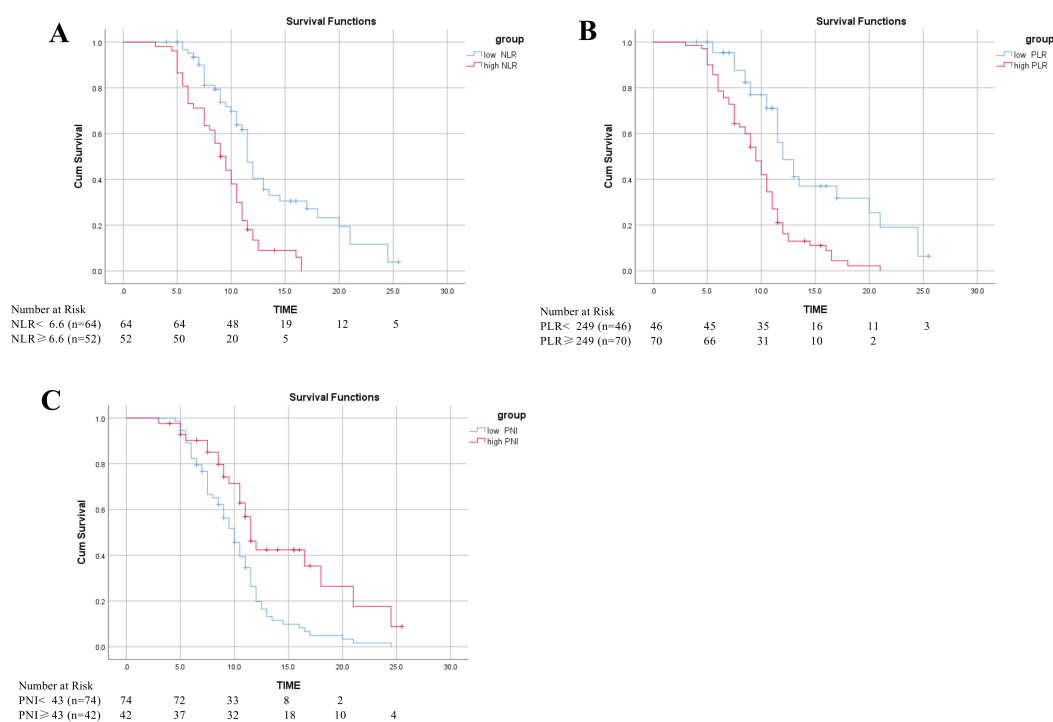 A
Survival Functions
group
low NLR
high NLR
Cum Survival
1.0
0.8
0.6
0.4
0.2
0.0
.0 5.0 10.0 15.0 20.0 25.0 30.0
TIME
Number at Risk
NLR< 6.6 (n=64) 64 64 48 19 12 5
NLR≥6.6 (n=52) 52 50 20 5
B
Survival Functions
group
low PLR
high PLR
Cum Survival
1.0
0.8
0.6
0.4
0.2
0.0
.0 5.0 10.0 15.0 20.0 25.0 30.0
TIME
Number at Risk
PLR< 249 (n=46) 46 45 35 16 11 3
PLR≥249 (n=70) 70 66 31 10 2
C
Survival Functions
group
low PNI
high PNI
Cum Survival
1.0
0.8
0.6
0.4
0.2
0.0
.0 5.0 10.0 15.0 20.0 25.0 30.0
TIME
Number at Risk
PNI< 43 (n=74) 74 72 33 8 2
PNI≥43 (n=42) 42 37 32 18 10 4